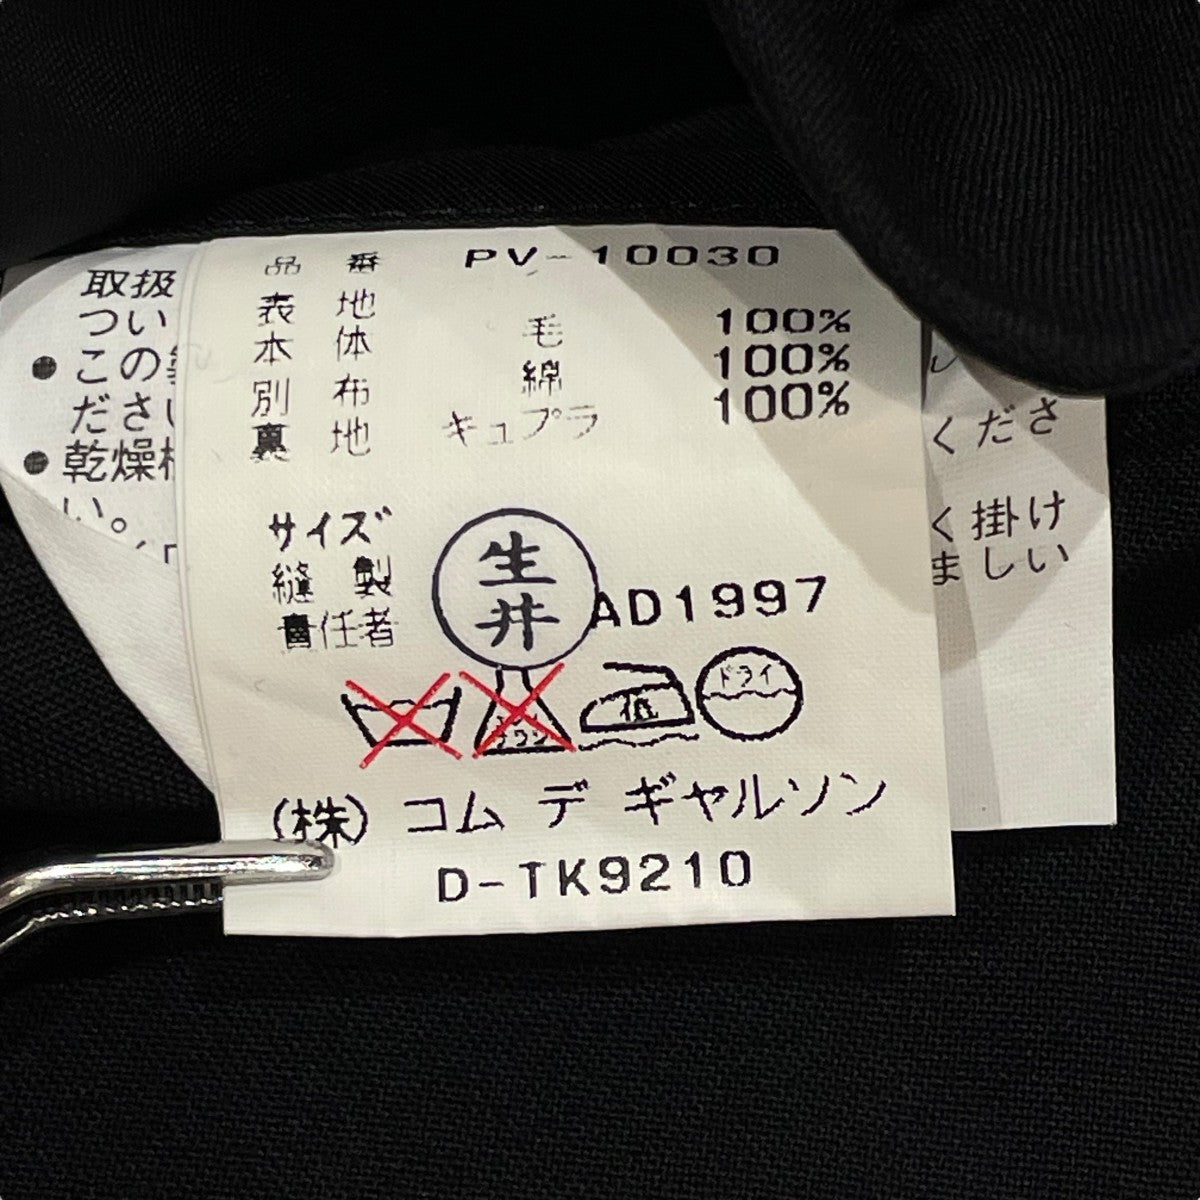 品番 PV-10030
表地
本体 毛 100%
別布 綿 100%
裏地 キュプラ 100%
サイズ
縫製
責任者
生井
AD1997
低
ドライ
(株) コム デ ギャルソン
D-TK9210
取扱
つい
●この
ださい
●乾燥
い。
くださ
く掛け
ましい